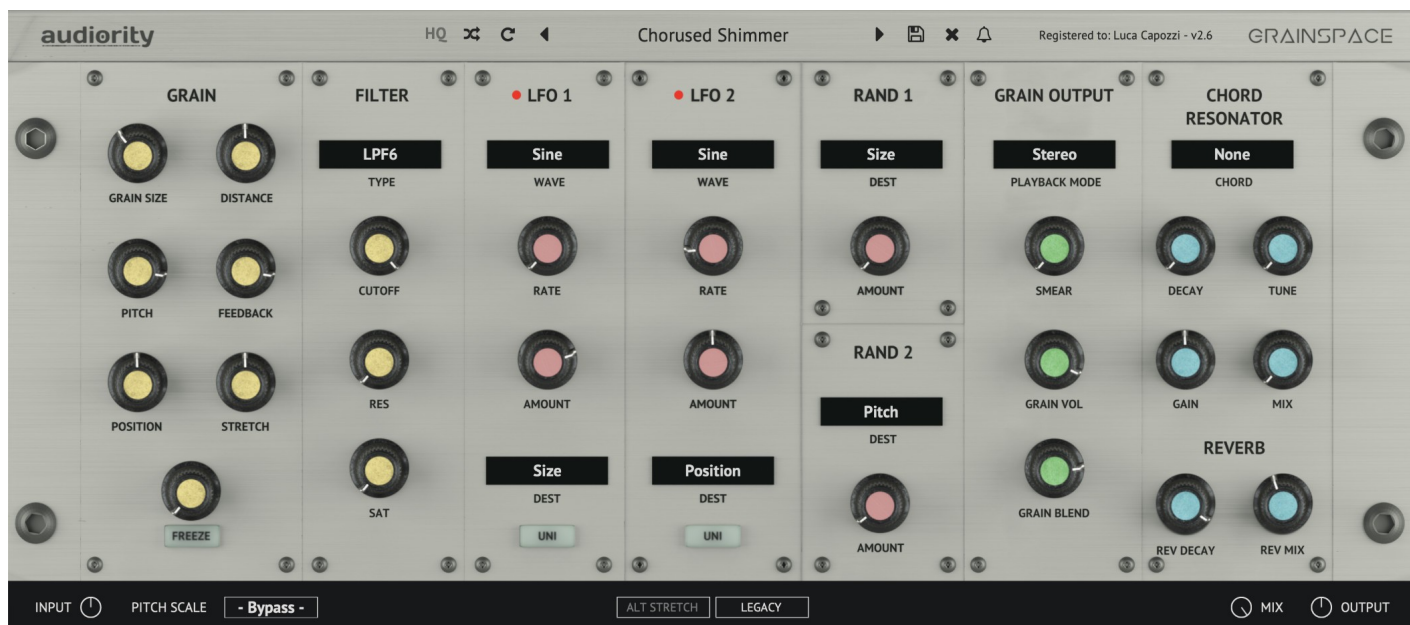 audiority
HQ
Chorused Shimmer
Registered to: Luca Capozzi - v2.6
GRAINSPACE
GRAIN
GRAIN SIZE
DISTANCE
PITCH
FEEDBACK
POSITION
STRETCH
FREEZE
FILTER
LPF6
TYPE
CUTOFF
RES
SAT
LFO 1
Sine
WAVE
RATE
AMOUNT
Size
DEST
UNI
LFO 2
Sine
WAVE
RATE
AMOUNT
Position
DEST
UNI
RAND 1
Size
DEST
AMOUNT
RAND 2
Pitch
DEST
AMOUNT
GRAIN OUTPUT
Stereo
PLAYBACK MODE
SMEAR
GRAIN VOL
GRAIN BLEND
CHORD
RESONATOR
None
CHORD
DECAY
TUNE
GAIN
MIX
REVERB
REV DECAY
REV MIX
INPUT
PITCH SCALE
- Bypass -
ALT STRETCH
LEGACY
MIX
OUTPUT